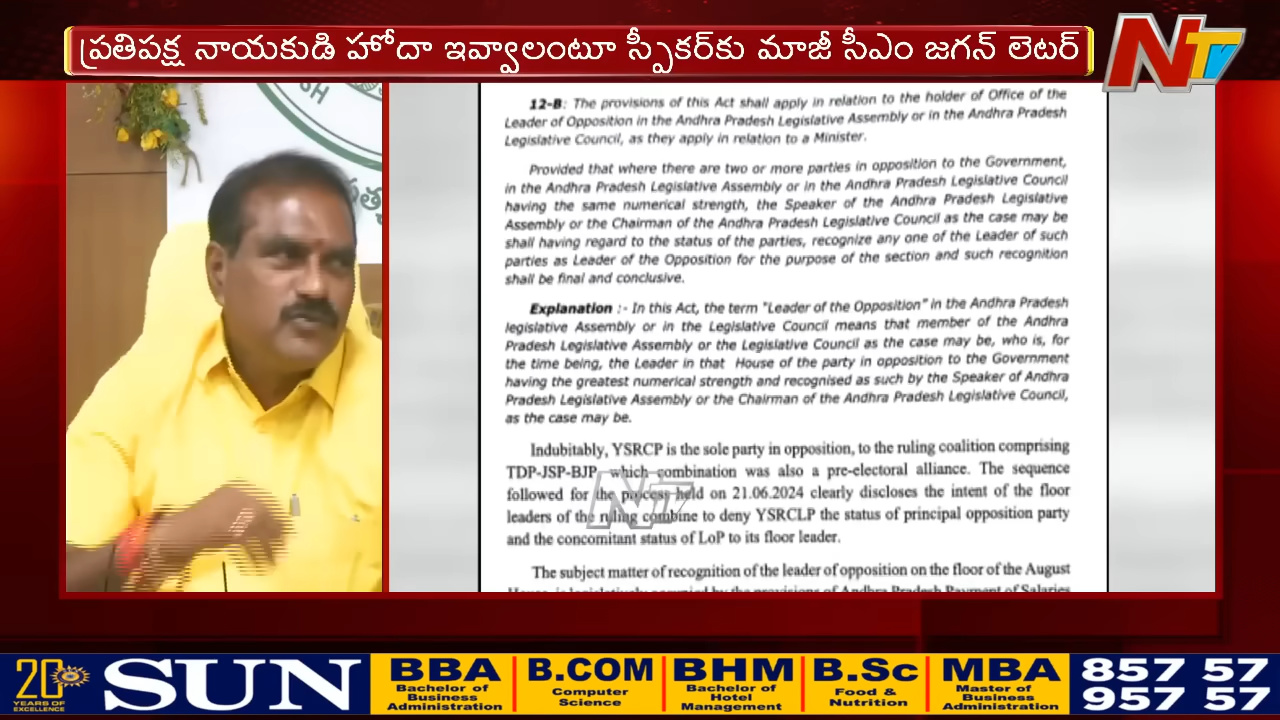 ప్రతిపక్ష నాయకుడి హోదా ఇవ్వాలంటూ స్పీకర్‌కు మాజీ సీఎం జగన్ లెటర్
NTV
SH
12-B: The provisions of this Act shall apply in relation to the holder of Office of the
Leader of Opposition in the Andhra Pradesh Legislative Assembly or in the Andhra Pradesh
Legislative Council, as they apply in relation to a Minister.
Provided that where there are two or more parties in opposition to the Government,
in the Andhra Pradesh Legislative Assembly or in the Andhra Pradesh Legislative Council
having the same numerical strength, the Speaker of the Andhra Pradesh Legislative
Assembly or the Chairman of the Andhra Pradesh Legislative Council as the case may be
shall having regard to the status of the parties, recognize any one of the Leader of such
parties as Leader of the Opposition for the purpose of the section and such recognition
shall be final and conclusive.
Explanation :- In this Act, the term "Leader of the Opposition" in the Andhra Pradesh
legislative Assembly or in the Legislative Council means that member of the Andhra
Pradesh Legislative Assembly or the Legislative Council as the case may be, who is, for
the time being, the Leader in that House of the party in opposition to the Government
having the greatest numerical strength and recognised as such by the Speaker of Andhra
Pradesh Legislative Assembly or the Chairman of the Andhra Pradesh Legislative Council,
as the case may be.
Indubitably, YSRCP is the sole party in opposition, to the ruling coalition comprising
TDP-JSP-BJP, which combination was also a pre-electoral alliance. The sequence
followed for the process held on 21.06.2024 clearly discloses the intent of the floor
leaders of the ruling combine to deny YSRCLP the status of principal opposition party
and the concomitant status of LoP to its floor leader.
The subject matter of recognition of the leader of opposition on the floor of the August
NTV
20 YEARS OF EXCELLENCE
SUN
BBA
Bachelor of
Business
Administration
B.COM
Computer
Science
BHM
Bachelor of
Hotel
Management
B.Sc
Food &
Nutrition
MBA
Master of
Business
Administration
857 57
957 57